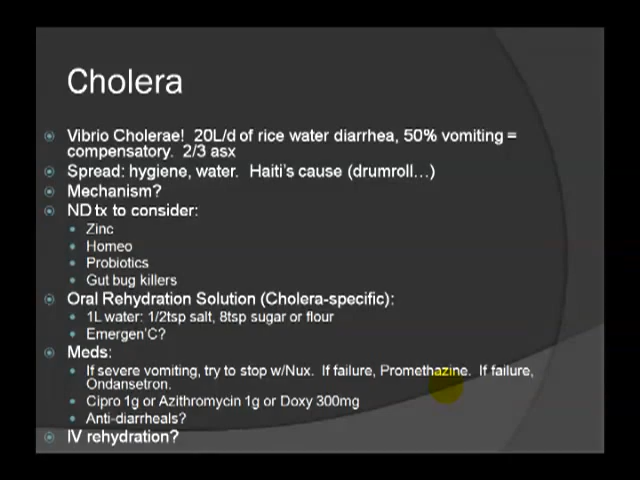 Cholera
Vibrio Cholerae!  20L/d of rice water diarrhea, 50% vomiting =
compensatory.  2/3 asx
Spread: hygiene, water.  Haiti's cause (drumroll…)
Mechanism?
ND tx to consider:
Zinc
Homeo
Probiotics
Gut bug killers
Oral Rehydration Solution (Cholera-specific):
1L water: 1/2tsp salt, 8tsp sugar or flour
Emergen'C?
Meds:
If severe vomiting, try to stop w/Nux.  If failure, Promethazine.  If failure,
Ondansetron.
Cipro 1g or Azithromycin 1g or Doxy 300mg
Anti-diarrheals?
IV rehydration?